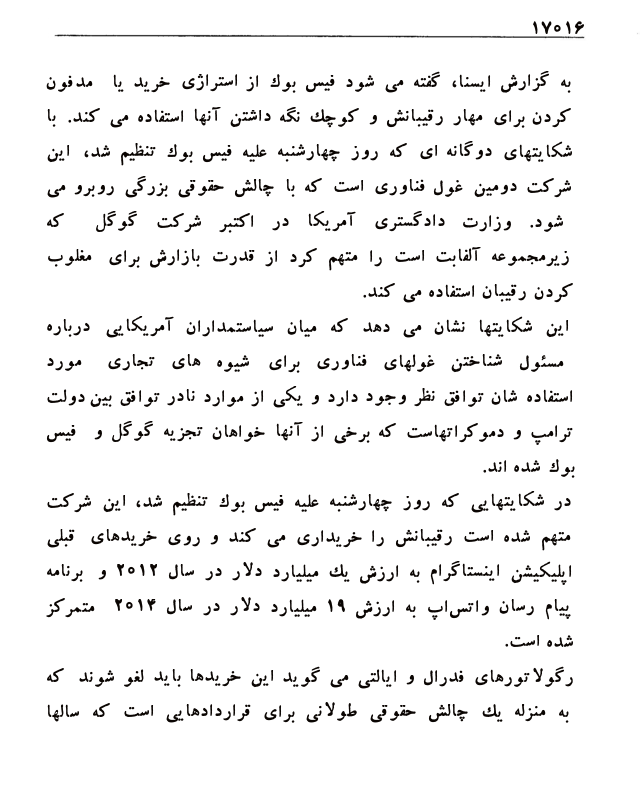 ۱۷۰۱۶
به گزارش ایسنا، گفته می شود فیس بوك از استراژی خرید یا مدفون
کردن برای مهار رقیبانش و کوچك نگه داشتن آنها استفاده می کند. با
شکایتهای دوگانه ای که روز چهارشنبه علیه فیس بوك تنظیم شد، این
شرکت دومین غول فناوری است که با چالش حقوقی بزرگی روبرو می
شود. وزارت دادگستری آمریکا در اکتبر شرکت گوگل که
زیرمجموعه آلفابت است را متهم کرد از قدرت بازارش برای مغلوب
کردن رقیبان استفاده می کند.
این شکایتها نشان می دهد که میان سیاستمداران آمریکایی درباره
مسئول شناختن غولهای فناوری برای شیوه های تجاری مورد
استفاده شان توافق نظر وجود دارد و یکی از موارد نادر توافق بین دولت
ترامپ و دموکراتهاست که برخی از آنها خواهان تجزیه گوگل و فیس
بوك شده اند.
در شکایتهایی که روز چهارشنبه علیه فیس بوك تنظیم شد، این شرکت
متهم شده است رقیبانش را خریداری می کند و روی خریدهای قبلی
اپلیکیشن اینستاگرام به ارزش یك میلیارد دلار در سال ۲۰۱۲ و برنامه
پیام رسان واتس‌اپ به ارزش ۱۹ میلیارد دلار در سال ۲۰۱۴ متمرکز
شده است.
رگولاتورهای فدرال و ایالتی می گوید این خریدها باید لغو شوند که
به منزله یك چالش حقوقی طولانی برای قراردادهایی است که سالها